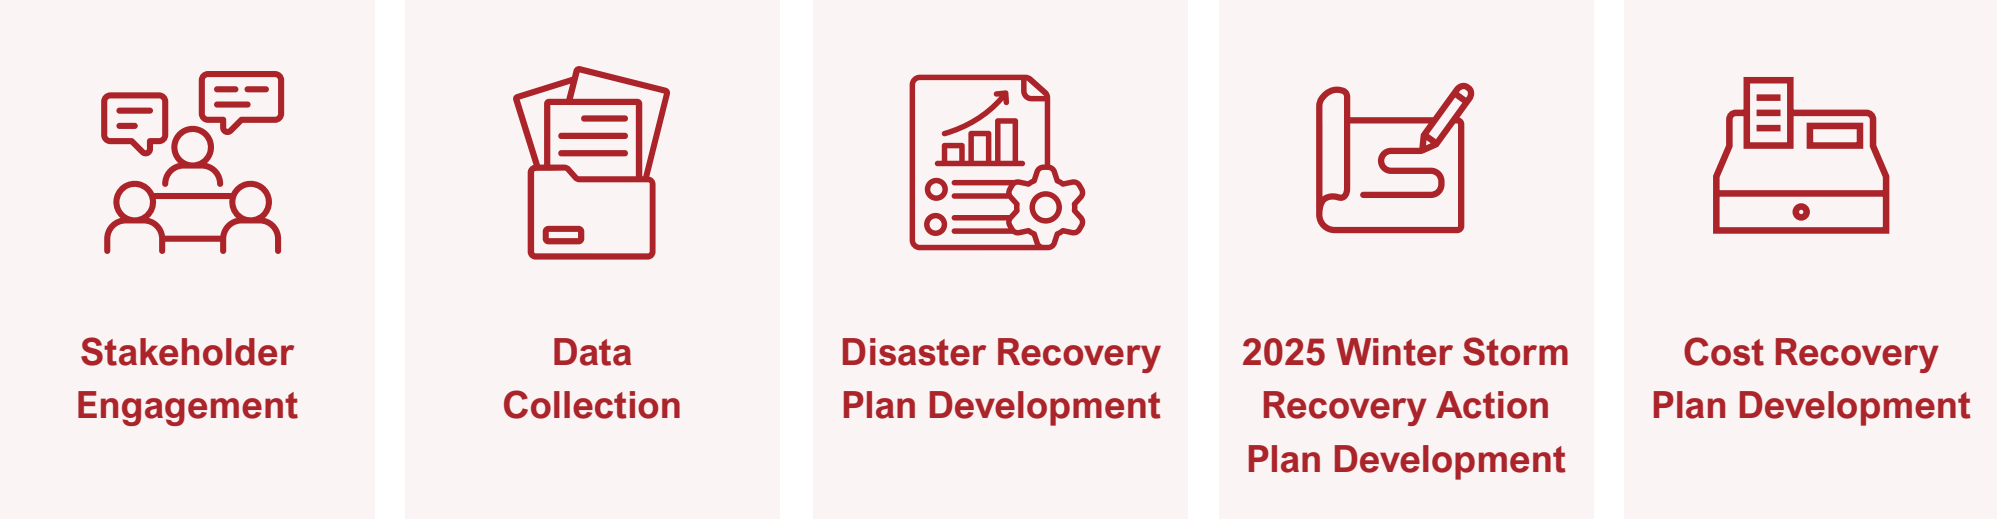 Stakeholder
Engagement
Data
Collection
Disaster Recovery
Plan Development
2025 Winter Storm
Recovery Action
Plan Development
Cost Recovery
Plan Development